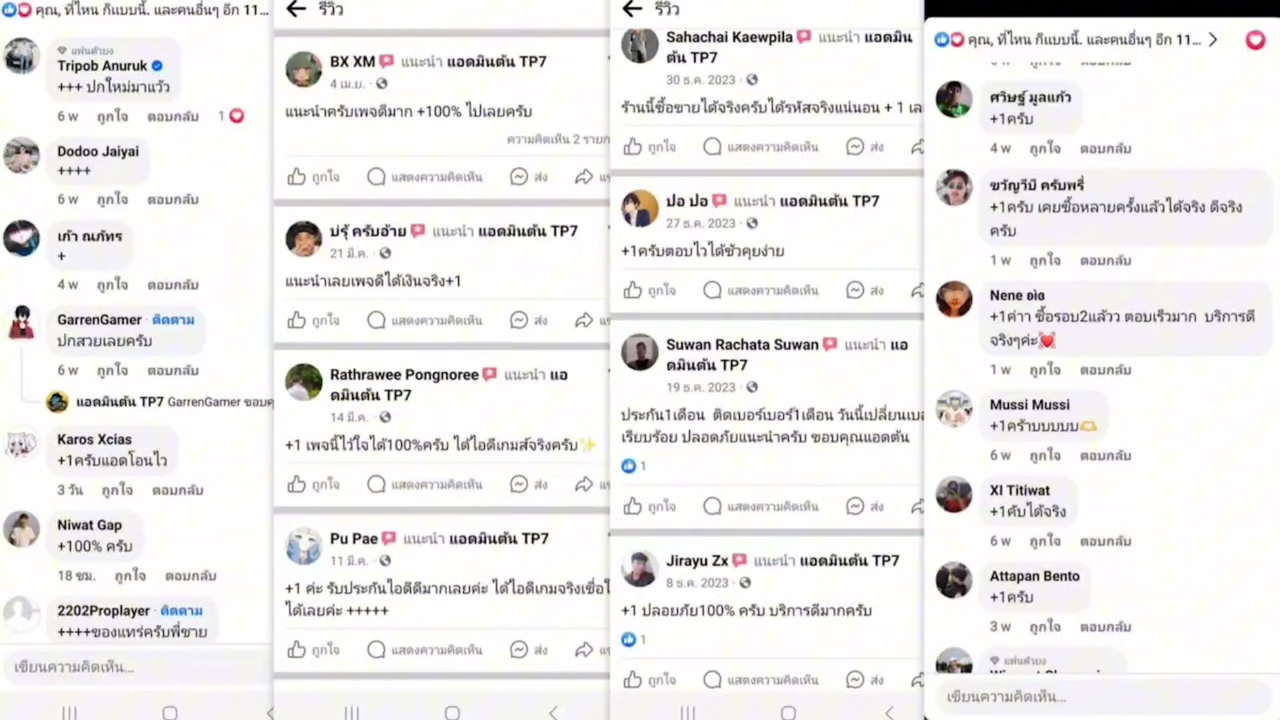 คุณ, ที่ไหน ก็แบบนี้. และคนอื่นๆ อีก 11...
แฟนตัวยง
Tripob Anuruk
+++ ปกใหม่มาแว้ว
6 w ถูกใจ ตอบกลับ 1
Dodoo Jaiyai
++++
6 w ถูกใจ ตอบกลับ
เก้า ณภัทร
+
4 w ถูกใจ ตอบกลับ
GarrenGamer · ติดตาม
ปกสวยเลยครับ
6 w ถูกใจ ตอบกลับ
แอดมินต้น TP7 GarrenGamer ขอบคุ
Karos Xcias
+1ครับแอดโอนไว
3 วัน ถูกใจ ตอบกลับ
Niwat Gap
+100% ครับ
18 ชม. ถูกใจ ตอบกลับ
2202Proplayer · ติดตาม
++++ของแทร่ครับพี่ชาย
เขียนความคิดเห็น...
รีวิว
BX XM แนะนำ แอดมินต้น TP7
4 เม.ย. ·
แนะนำครับเพจดีมาก +100% ไปเลยครับ
ความคิดเห็น 2 รายก
ถูกใจ แสดงความคิดเห็น ส่ง แช
บ่รุ้ ครับอ้าย แนะนำ แอดมินต้น TP7
21 มี.ค. ·
แนะนำเลยเพจดีได้เงินจริง+1
ถูกใจ แสดงความคิดเห็น ส่ง แช
Rathrawee Pongnoree แนะนำ แอ
ดมินต้น TP7
14 มี.ค. ·
+1 เพจนี้ไว้ใจได้100%ครับ ได้ไอดีเกมส์จริงครับ✨
ถูกใจ แสดงความคิดเห็น ส่ง แช
Pu Pae แนะนำ แอดมินต้น TP7
11 มี.ค. ·
+1 ค่ะ รับประกันไอดีดีมากเลยค่ะ ได้ไอดีเกมจริงเชื่อใ
ได้เลยค่ะ +++++
ถูกใจ แสดงความคิดเห็น ส่ง แช
รีวิว
Sahachai Kaewpila แนะนำ แอดมิน
ต้น TP7
30 ธ.ค. 2023 ·
ร้านนี้ซื้อขายได้จริงครับได้รหัสจริงแน่นอน + 1 เล
ถูกใจ แสดงความคิดเห็น ส่ง
ปอ ปอ แนะนำ แอดมินต้น TP7
27 ธ.ค. 2023 ·
+1ครับตอบไวได้ชัวคุยง่าย
ถูกใจ แสดงความคิดเห็น ส่ง
Suwan Rachata Suwan แนะนำ แอ
ดมินต้น TP7
19 ธ.ค. 2023 ·
ประกัน1เดือน ติดเบอร์เบอร์1เดือน วันนี้เปลี่ยนเบอ
เรียบร้อย ปลอดภัยแนะนำครับ ขอบคุณแอดต้น
1
ถูกใจ แสดงความคิดเห็น ส่ง
Jirayu Zx แนะนำ แอดมินต้น TP7
8 ธ.ค. 2023 ·
+1 ปลอยภัย100% ครับ บริการดีมากครับ
1
ถูกใจ แสดงความคิดเห็น ส่ง
คุณ, ที่ไหน ก็แบบนี้. และคนอื่นๆ อีก 11...
ศวิษฐ์ มูลแก้ว
+1ครับ
4 w ถูกใจ ตอบกลับ
ขวัญวีบี ครับพรี่
+1ครับ เคยซื้อหลายครั้งแล้วได้จริง ดีจริง
ครับ
1 w ถูกใจ ตอบกลับ
+1ค่าา ซื้อรอบ2แล้วว ตอบเร็วมาก บริการดี
จริงๆค่ะ💓
1 w ถูกใจ ตอบกลับ
Mussi Mussi
+1คร้าบบบบบ🫶
6 w ถูกใจ ตอบกลับ
XI Titiwat
+1คับได้จริง
6 w ถูกใจ ตอบกลับ
Attapan Bento
+1ครับ
3 w ถูกใจ ตอบกลับ
แฟนตัวยง
เขียนความคิดเห็น...